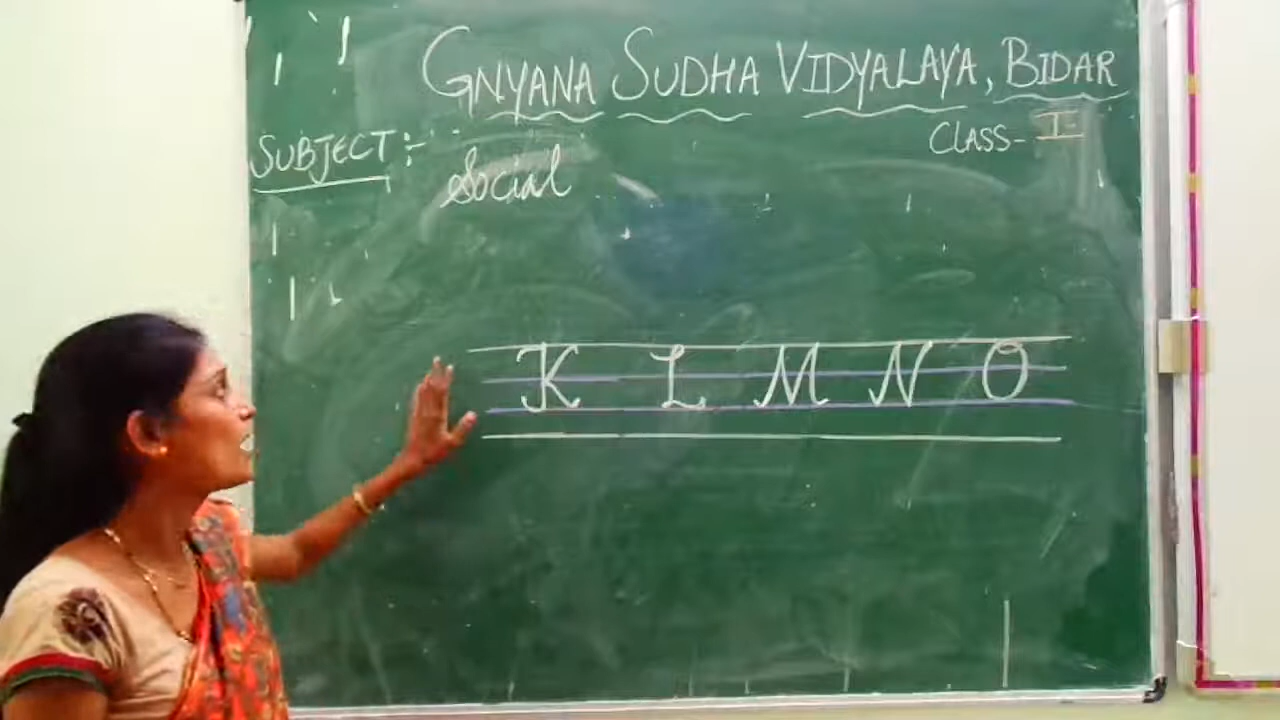 GNYANA SUDHA VIDYALAYA, BIDAR
CLASS- I
SUBJECT :- Social
K L M N O